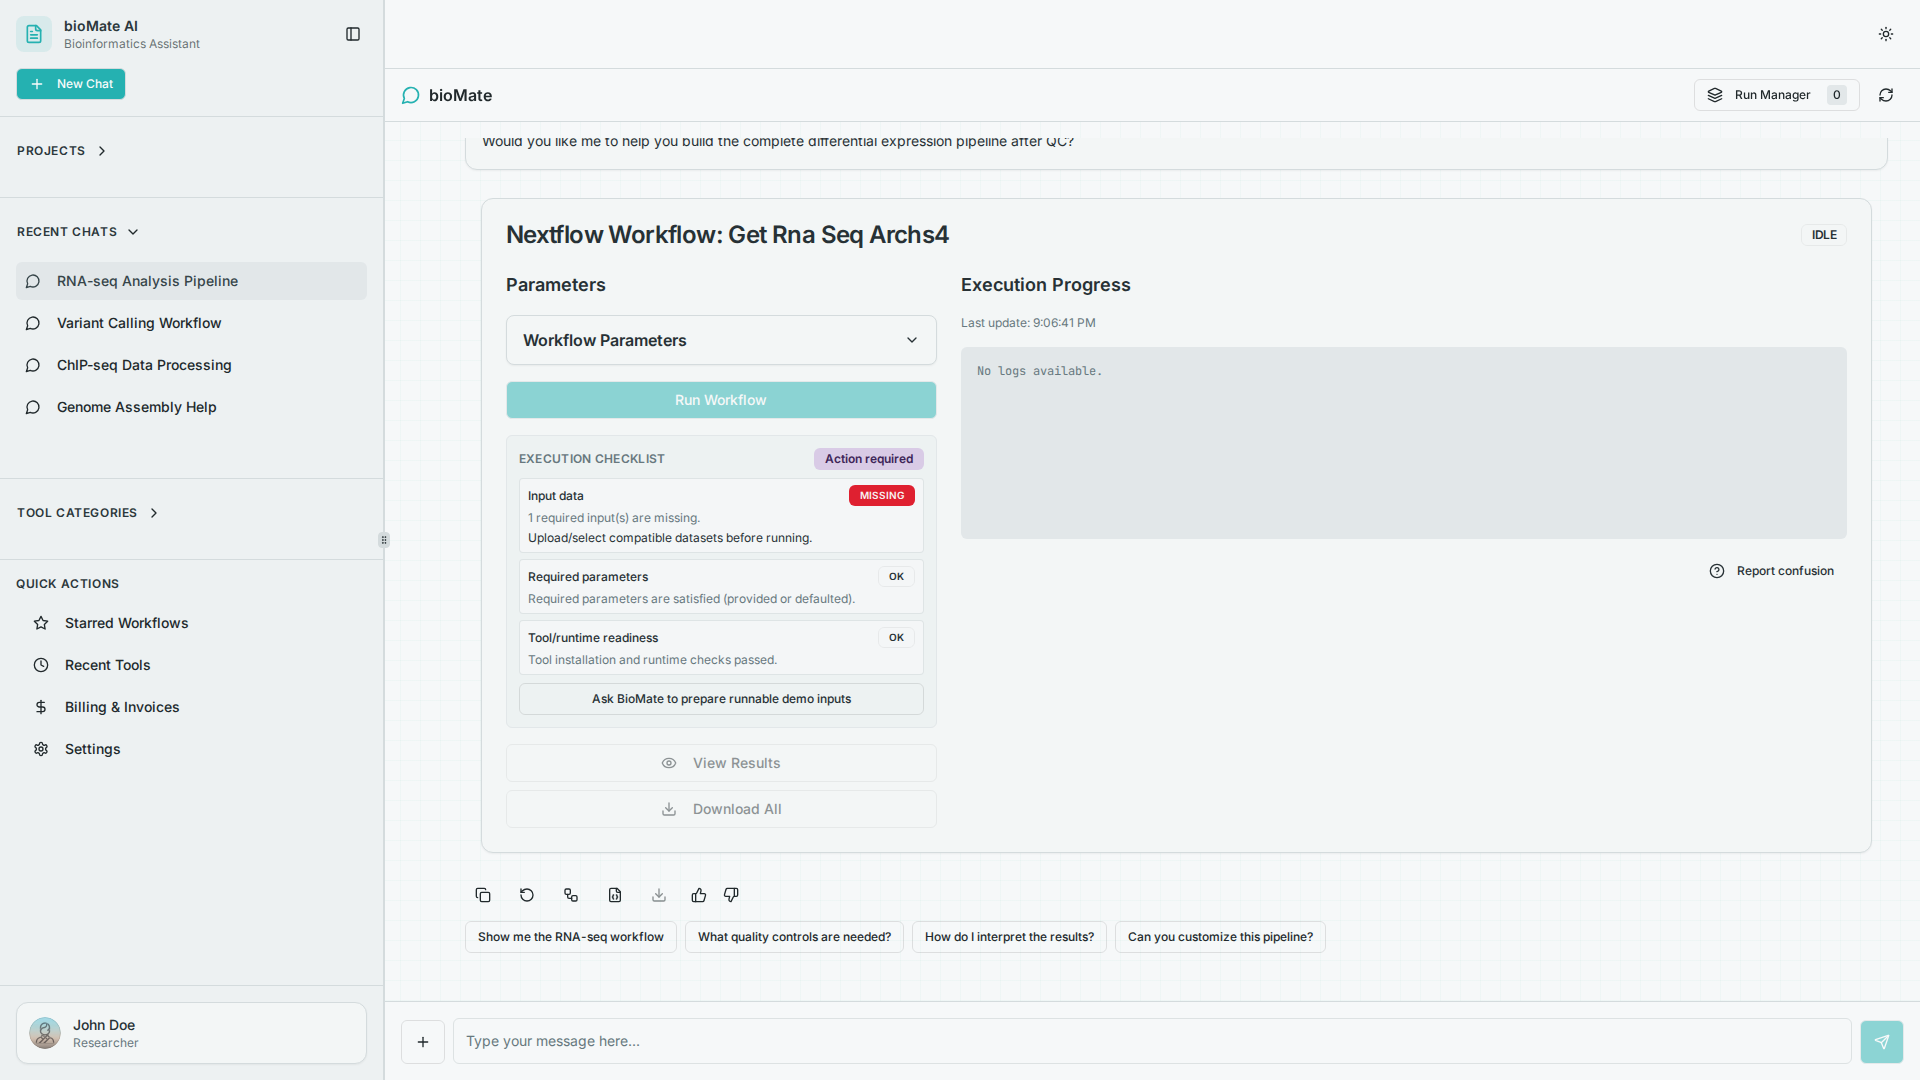 bioMate AI
Bioinformatics Assistant
New Chat
PROJECTS
RECENT CHATS
RNA-seq Analysis Pipeline
Variant Calling Workflow
ChIP-seq Data Processing
Genome Assembly Help
TOOL CATEGORIES
QUICK ACTIONS
Starred Workflows
Recent Tools
Billing & Invoices
Settings
John Doe
Researcher
bioMate
Run Manager 0
Would you like me to help you build the complete differential expression pipeline after QC?
Nextflow Workflow: Get Rna Seq Archs4
IDLE
Parameters
Workflow Parameters
Run Workflow
EXECUTION CHECKLIST
Action required
Input data
MISSING
1 required input(s) are missing.
Upload/select compatible datasets before running.
Required parameters
OK
Required parameters are satisfied (provided or defaulted).
Tool/runtime readiness
OK
Tool installation and runtime checks passed.
Ask BioMate to prepare runnable demo inputs
View Results
Download All
Execution Progress
Last update: 9:06:41 PM
No logs available.
Report confusion
Show me the RNA-seq workflow
What quality controls are needed?
How do I interpret the results?
Can you customize this pipeline?
Type your message here...